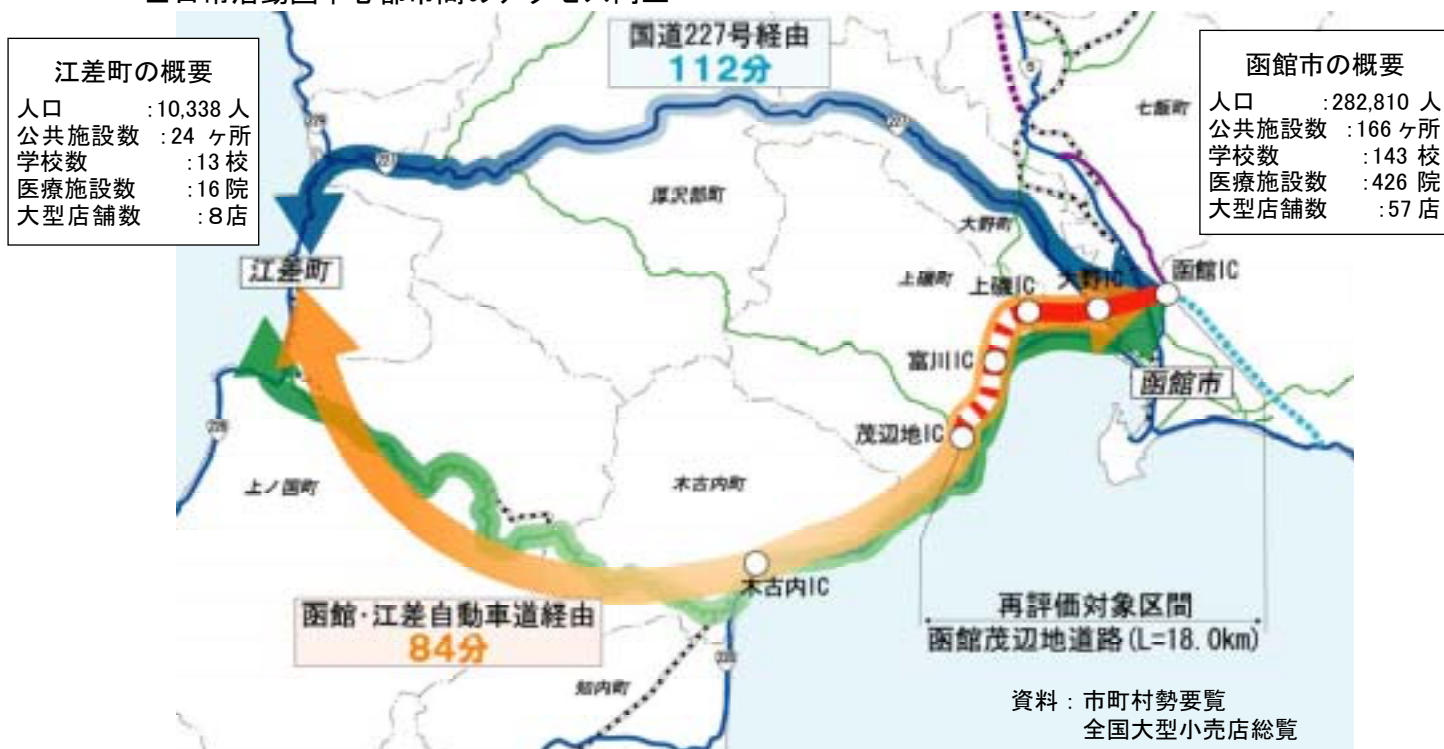 国道227号経由
112分
江差町の概要
人口 :10,338 人
公共施設数 :24 ヶ所
学校数 :13 校
医療施設数 :16 院
大型店舗数 :8店
函館市の概要
人口 :282,810 人
公共施設数 :166 ヶ所
学校数 :143 校
医療施設数 :426 院
大型店舗数 :57 店
七飯町
5
227
227
厚沢部町
大野町
江差町
上磯町
上磯IC
大野IC
函館IC
富川IC
函館市
茂辺地IC
上ノ国町
木古内町
木古内IC
函館・江差自動車道経由
84分
再評価対象区間
函館茂辺地道路(L=18.0km)
知内町
資料：市町村勢要覧
全国大型小売店総覧